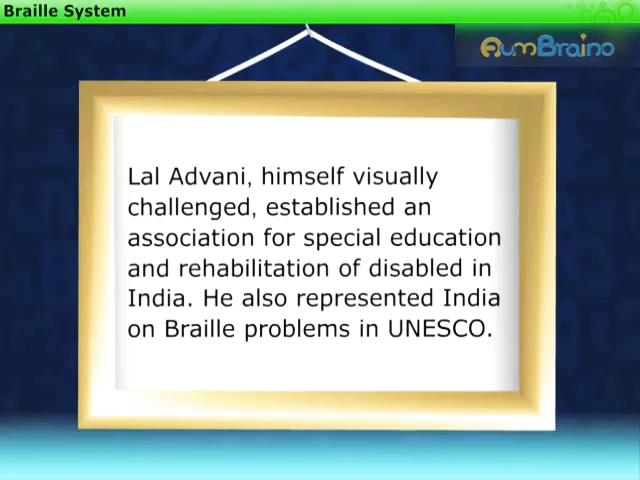 Braille System
AumBraino
Lal Advani, himself visually
challenged, established an
association for special education
and rehabilitation of disabled in
India. He also represented India
on Braille problems in UNESCO.